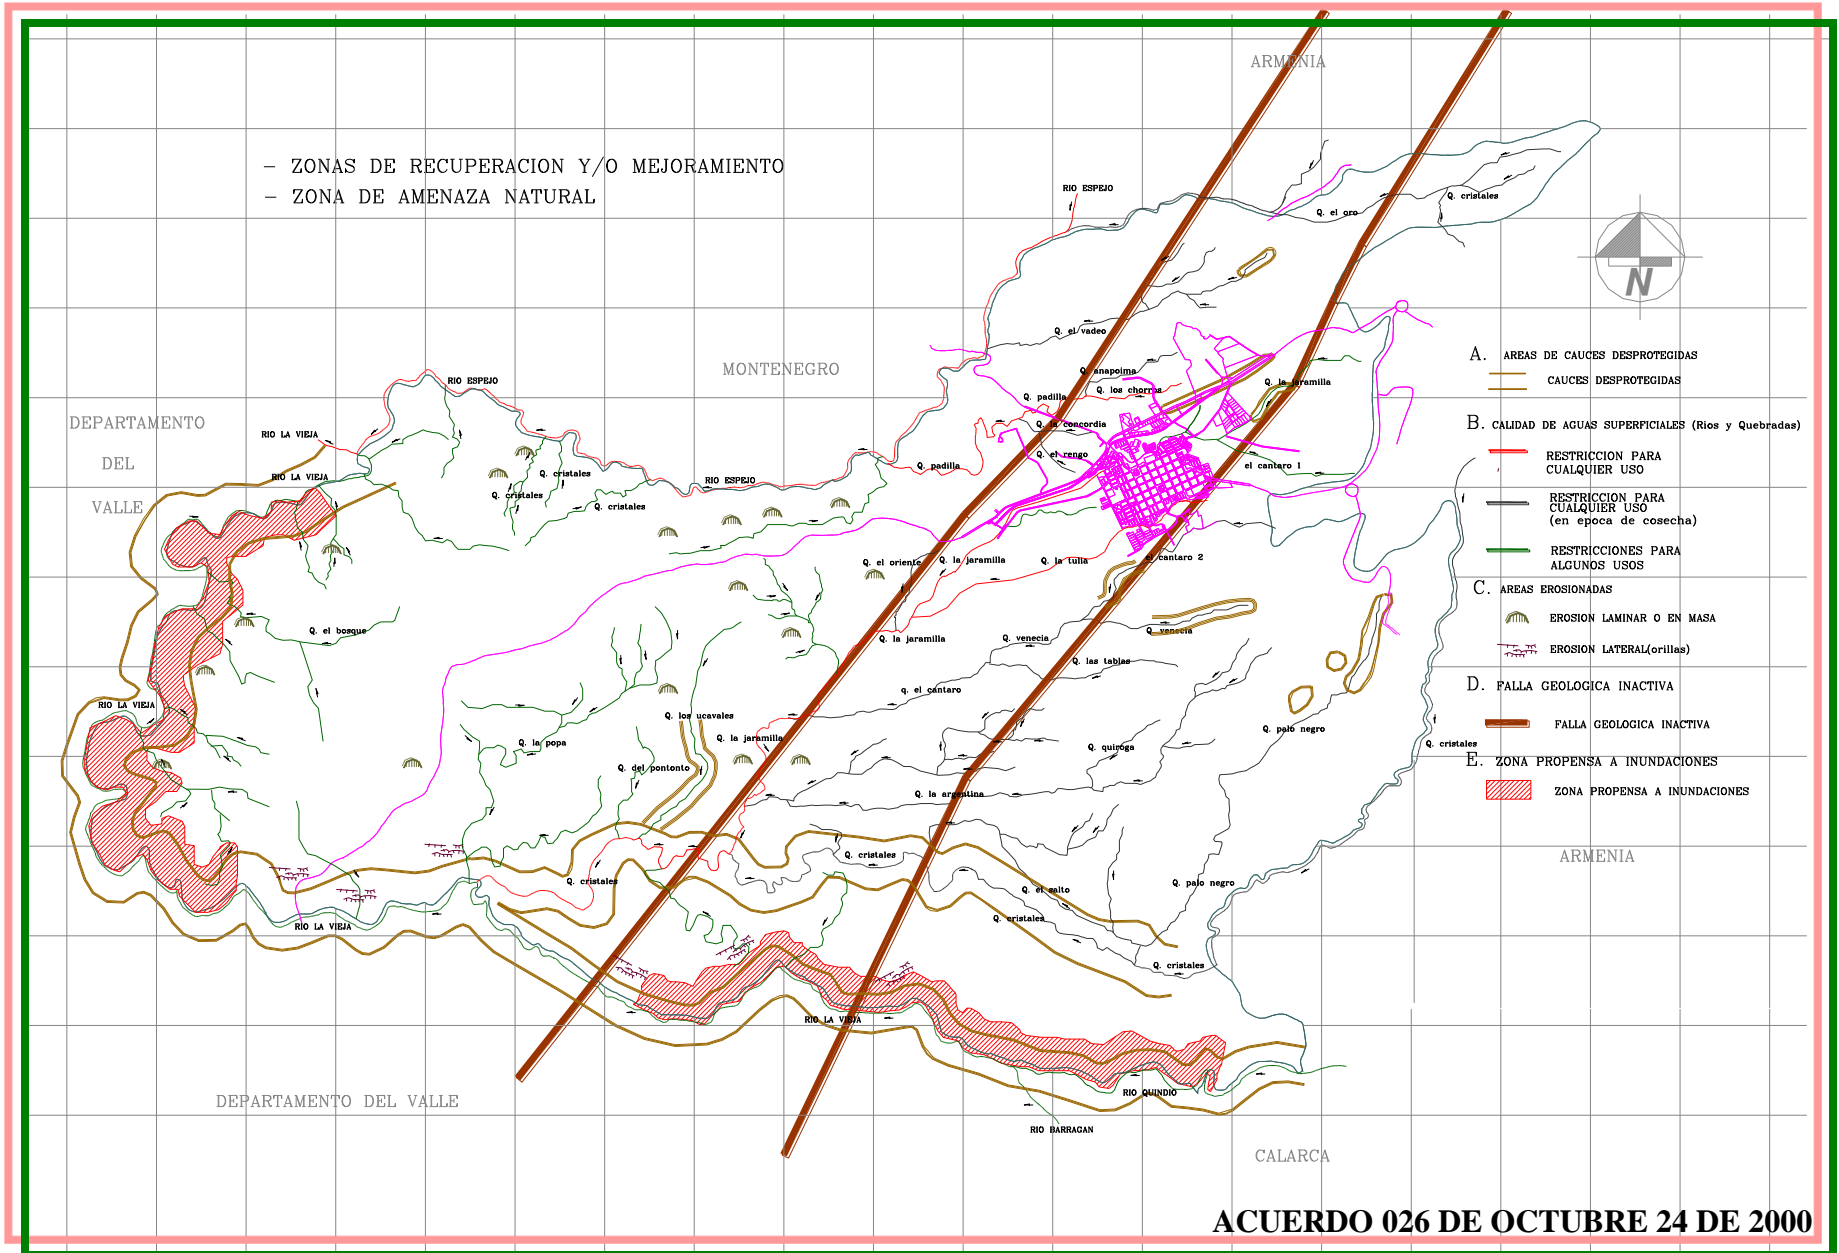 ARMENIA
- ZONAS DE RECUPERACION Y/O MEJORAMIENTO
- ZONA DE AMENAZA NATURAL
RIO ESPEJO
Q. cristales
Q. el oro
N
Q. el vadeo
MONTENEGRO
Q. anapoima
RIO ESPEJO
Q. los chorros
Q. la jaramilla
Q. padilla
DEPARTAMENTO
DEL
VALLE
RIO LA VIEJA
Q. la concordia
Q. el rengo
Q. padilla
el cantaro 1
RIO LA VIEJA
Q. cristales
RIO ESPEJO
Q. cristales
Q. cristales
Q. el oriente
Q. la jaramilla
Q. la tulia
el cantaro 2
Q. el bosque
Q. la jaramilla
Q. venecia
Q. venecia
Q. las tablas
q. el cantaro
RIO LA VIEJA
Q. los ucavales
Q. la jaramilla
Q. la popa
Q. quiroga
Q. palo negro
Q. cristales
Q. del pontonto
Q. la argentina
Q. cristales
Q. cristales
Q. el salto
Q. palo negro
Q. cristales
RIO LA VIEJA
Q. cristales
RIO LA VIEJA
RIO QUINDIO
RIO BARRAGAN
DEPARTAMENTO DEL VALLE
CALARCA
ARMENIA
A. AREAS DE CAUCES DESPROTEGIDAS
CAUCES DESPROTEGIDAS
B. CALIDAD DE AGUAS SUPERFICIALES (Rios y Quebradas)
RESTRICCION PARA
CUALQUIER USO
RESTRICCION PARA
CUALQUIER USO
(en epoca de cosecha)
RESTRICCIONES PARA
ALGUNOS USOS
C. AREAS EROSIONADAS
EROSION LAMINAR O EN MASA
EROSION LATERAL(orillas)
D. FALLA GEOLOGICA INACTIVA
FALLA GEOLOGICA INACTIVA
E. ZONA PROPENSA A INUNDACIONES
ZONA PROPENSA A INUNDACIONES
ACUERDO 026 DE OCTUBRE 24 DE 2000